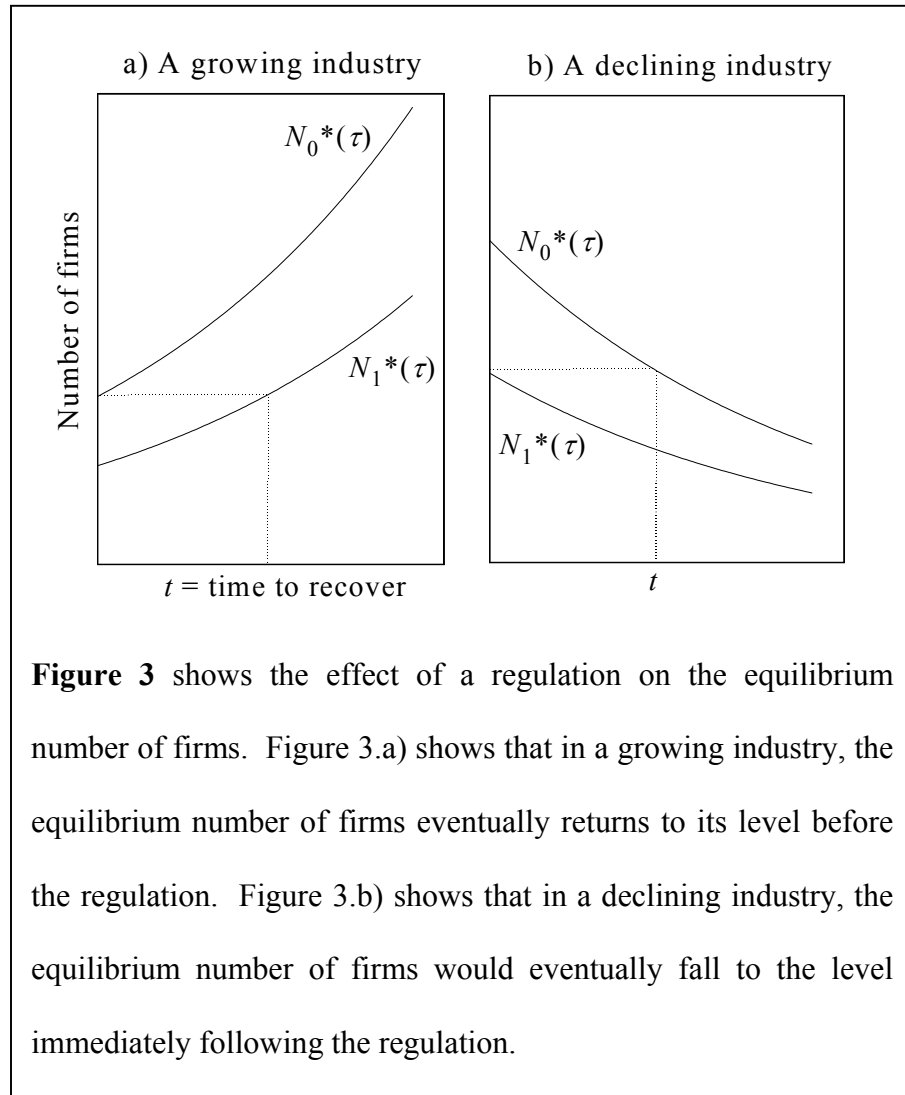 a) A growing industry
b) A declining industry
N₀*(τ)
N₁*(τ)
N₀*(τ)
N₁*(τ)
Number of firms
t = time to recover
t
Figure 3 shows the effect of a regulation on the equilibrium
number of firms. Figure 3.a) shows that in a growing industry, the
equilibrium number of firms eventually returns to its level before
the regulation. Figure 3.b) shows that in a declining industry, the
equilibrium number of firms would eventually fall to the level
immediately following the regulation.